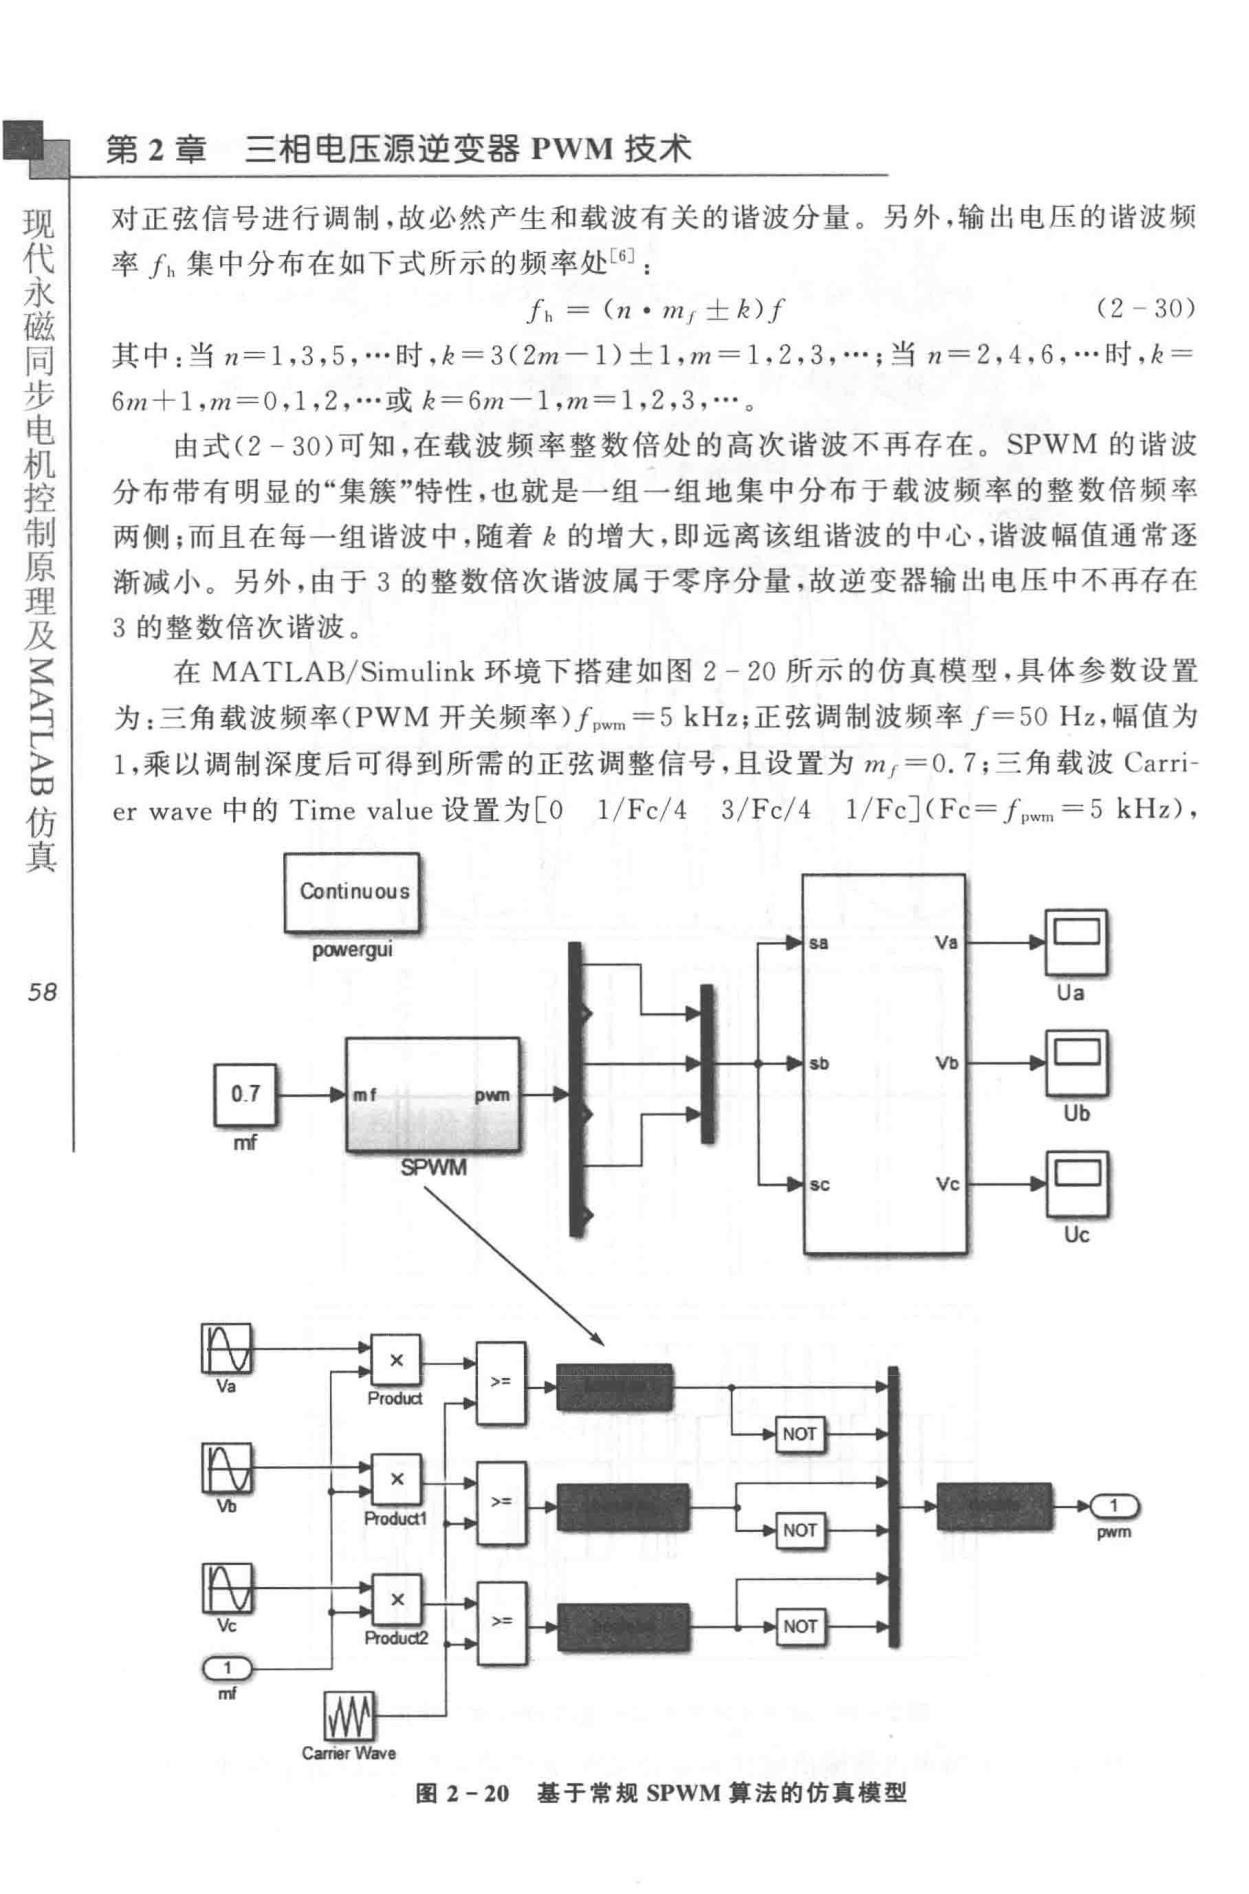 第 2 章 三相电压源逆变器 PWM 技术
现代永磁同步电机控制原理及MATLAB仿真
58
对正弦信号进行调制,故必然产生和载波有关的谐波分量。另外,输出电压的谐波频
率 fh 集中分布在如下式所示的频率处[6]:
fh = (n • mf ± k)f (2-30)
其中:当 n=1,3,5,…时,k=3(2m-1)±1,m=1,2,3,…;当 n=2,4,6,…时,k=
6m+1,m=0,1,2,…或 k=6m-1,m=1,2,3,…。
由式(2-30)可知,在载波频率整数倍处的高次谐波不再存在。SPWM 的谐波
分布带有明显的“集簇”特性,也就是一组一组地集中分布于载波频率的整数倍频率
两侧;而且在每一组谐波中,随着 k 的增大,即远离该组谐波的中心,谐波幅值通常逐
渐减小。另外,由于 3 的整数倍次谐波属于零序分量,故逆变器输出电压中不再存在
3 的整数倍次谐波。
在 MATLAB/Simulink 环境下搭建如图 2-20 所示的仿真模型,具体参数设置
为:三角载波频率(PWM 开关频率)fpwm=5 kHz;正弦调制波频率 f=50 Hz,幅值为
1,乘以调制深度后可得到所需的正弦调整信号,且设置为 mf=0.7;三角载波 Carri-
er wave 中的 Time value 设置为[0 1/Fc/4 3/Fc/4 1/Fc](Fc=fpwm=5 kHz),
Continuous
powergui
sa
Va
Ua
sb
Vb
Ub
0.7
mf
mf
pwm
SPWM
sc
Vc
Uc
Va
×
Product
>=
NOT
Vb
×
Product1
>=
NOT
1
pwm
Vc
×
Product2
>=
NOT
1
mf
Carrier Wave
图 2-20 基于常规 SPWM 算法的仿真模型